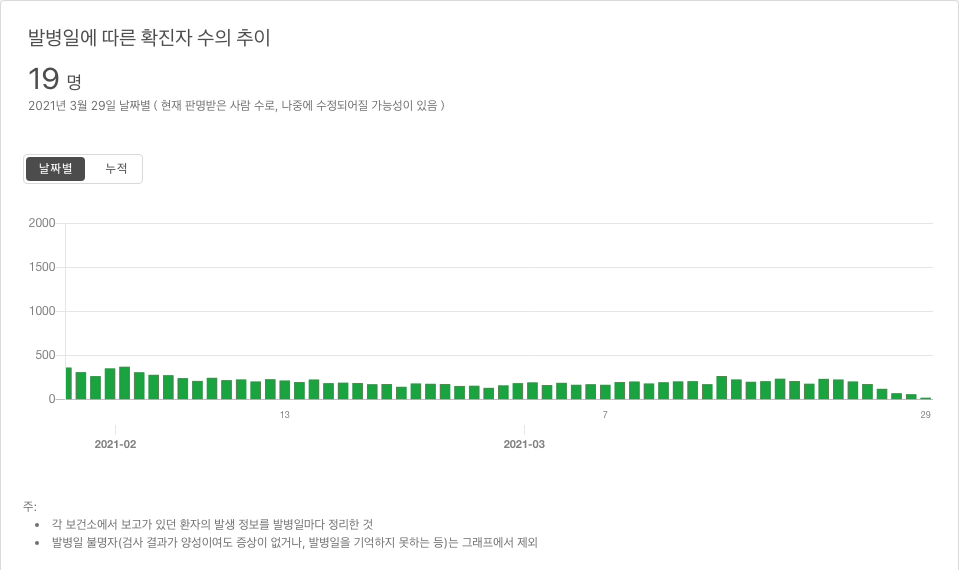 발병일에 따른 확진자 수의 추이
19 명
2021년 3월 29일 날짜별 ( 현재 판명받은 사람 수로, 나중에 수정되어질 가능성이 있음 )
날짜별 누적
2000
1500
1000
500
0
13 7 29
2021-02 2021-03
주:
• 각 보건소에서 보고가 있던 환자의 발생 정보를 발병일마다 정리한 것
• 발병일 불명자(검사 결과가 양성이여도 증상이 없거나, 발병일을 기억하지 못하는 등)는 그래프에서 제외